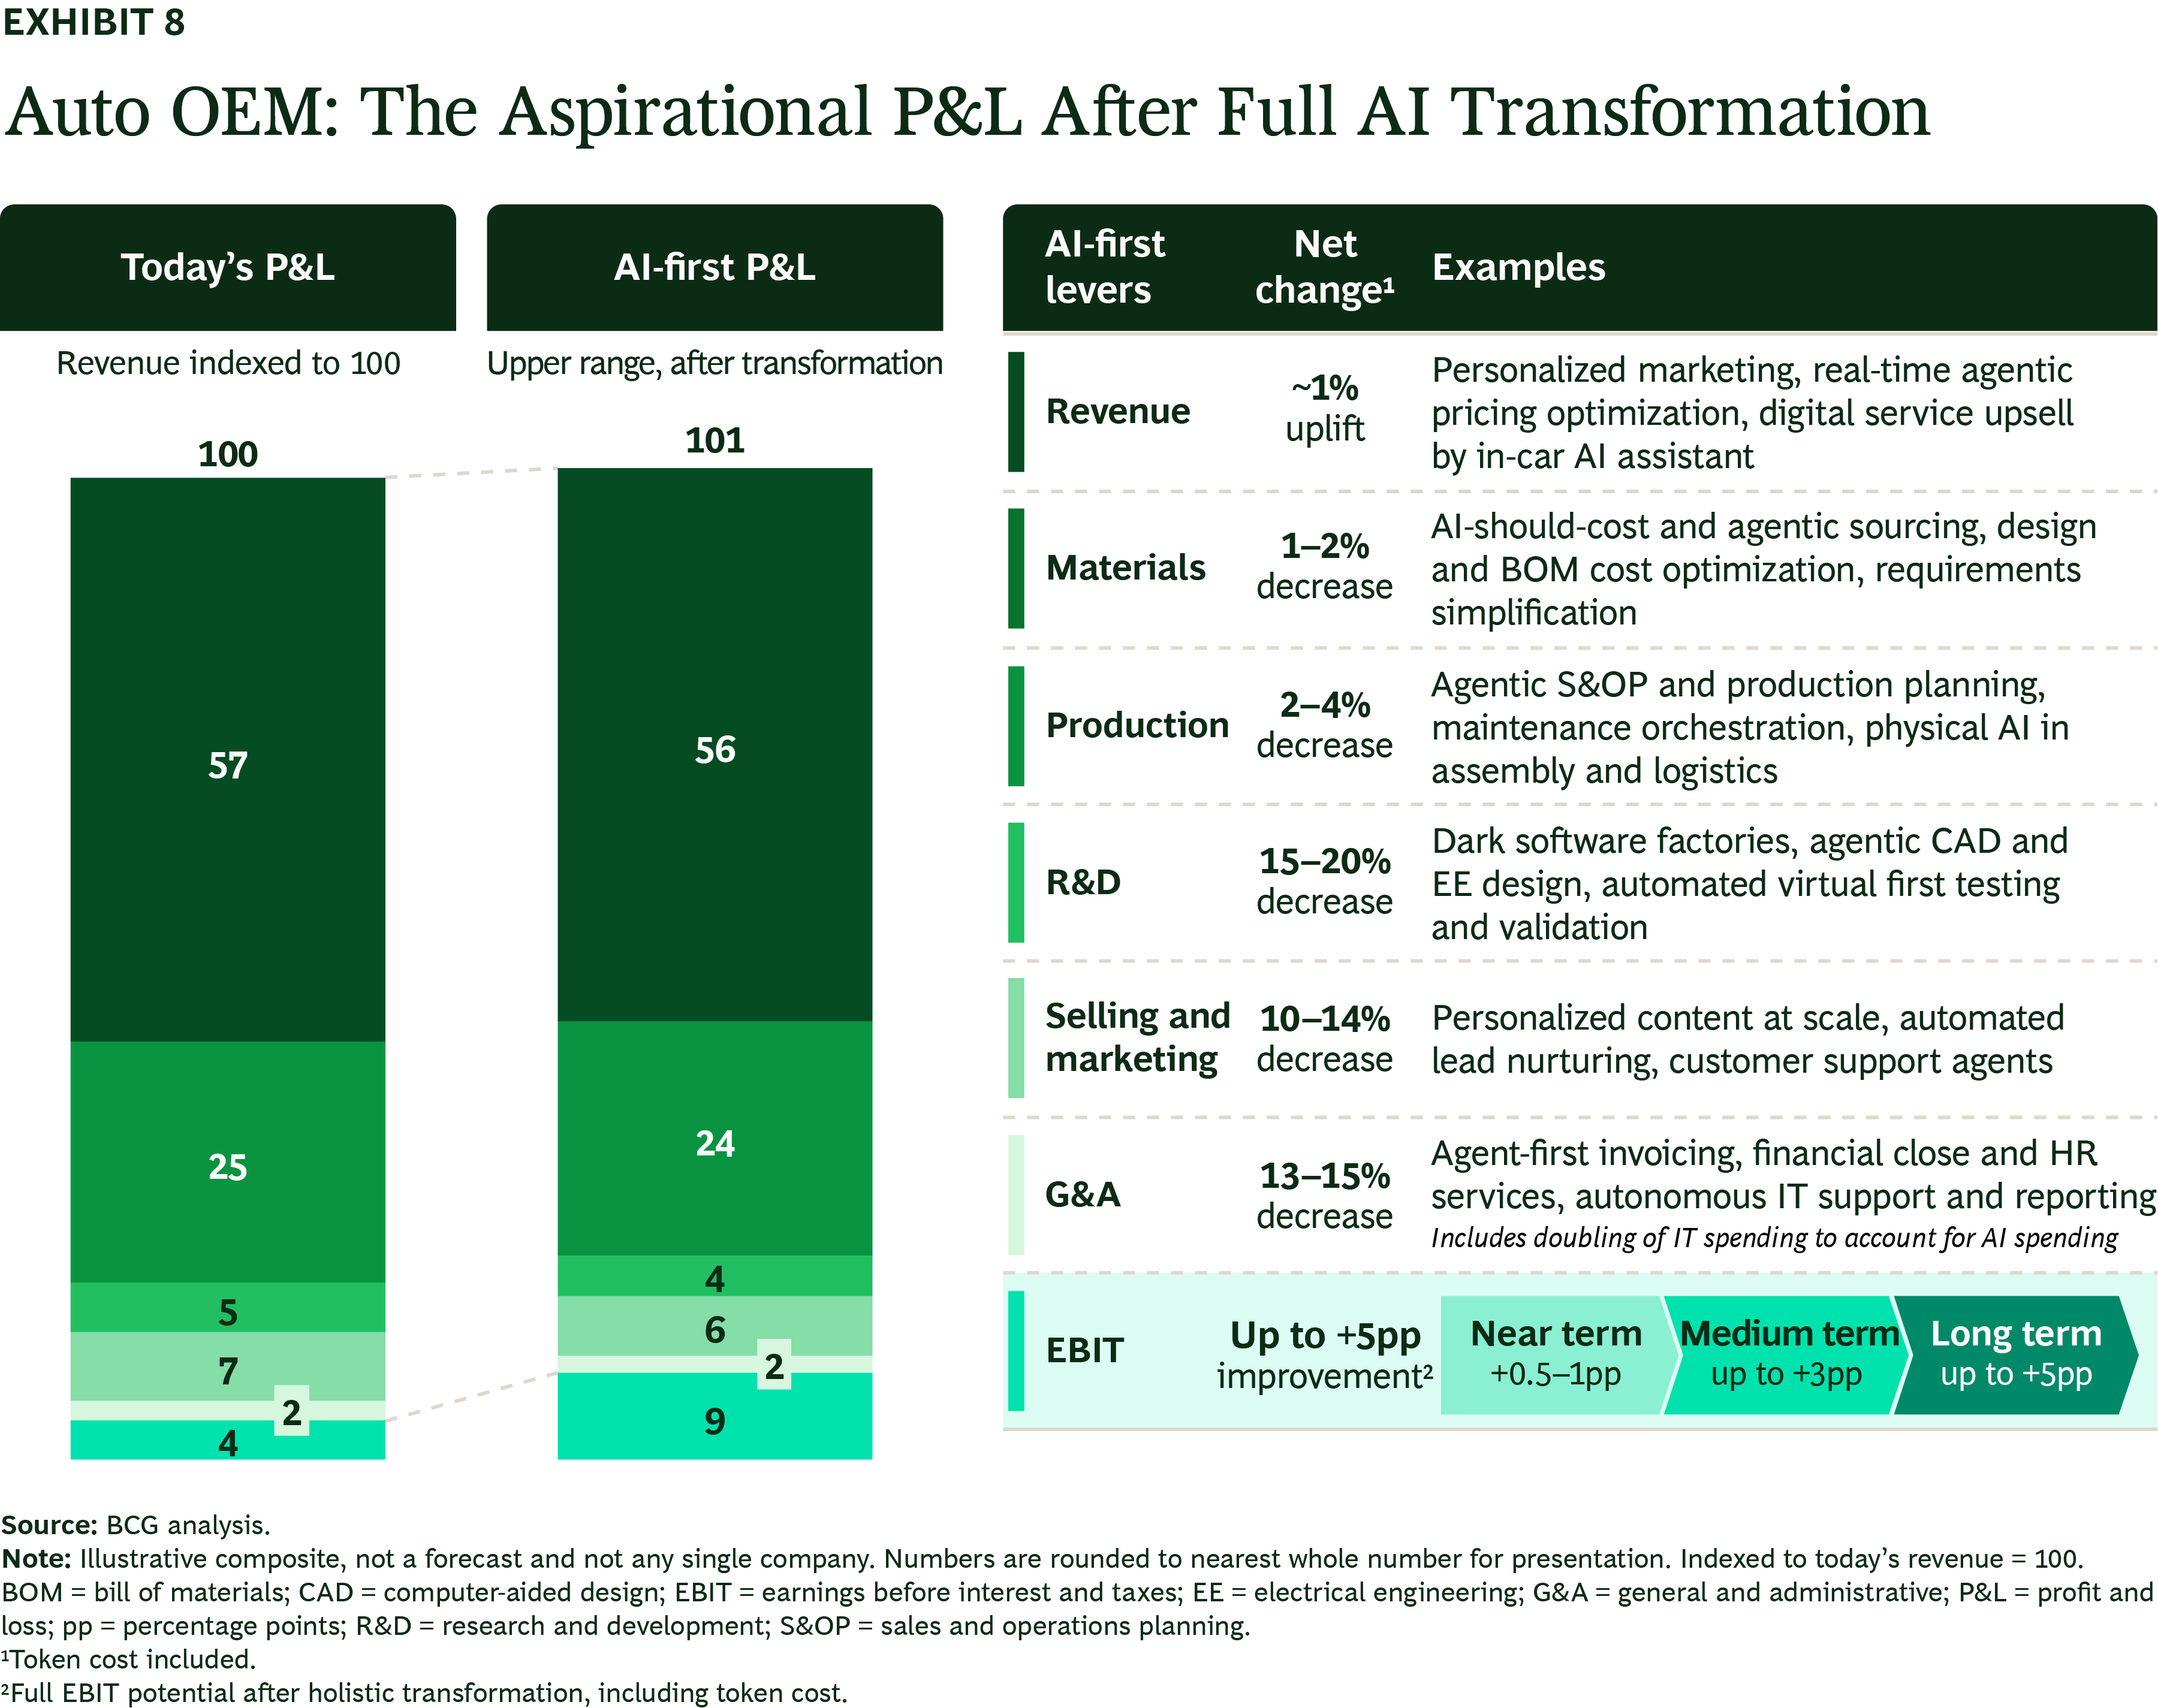 EXHIBIT 8
Auto OEM: The Aspirational P&L After Full AI Transformation
Today’s P&L
Revenue indexed to 100
100
57
25
5
7
2
4
AI-first P&L
Upper range, after transformation
101
56
24
4
6
2
9
AI-first
levers
Net
change¹
Examples
Revenue
~1%
uplift
Personalized marketing, real-time agentic
pricing optimization, digital service upsell
by in-car AI assistant
Materials
1–2%
decrease
AI-should-cost and agentic sourcing, design
and BOM cost optimization, requirements
simplification
Production
2–4%
decrease
Agentic S&OP and production planning,
maintenance orchestration, physical AI in
assembly and logistics
R&D
15–20%
decrease
Dark software factories, agentic CAD and
EE design, automated virtual first testing
and validation
Selling and
marketing
10–14%
decrease
Personalized content at scale, automated
lead nurturing, customer support agents
G&A
13–15%
decrease
Agent-first invoicing, financial close and HR
services, autonomous IT support and reporting
Includes doubling of IT spending to account for AI spending
EBIT
Up to +5pp
improvement²
Near term
+0.5–1pp
Medium term
up to +3pp
Long term
up to +5pp
Source: BCG analysis.
Note: Illustrative composite, not a forecast and not any single company. Numbers are rounded to nearest whole number for presentation. Indexed to today’s revenue = 100.
BOM = bill of materials; CAD = computer-aided design; EBIT = earnings before interest and taxes; EE = electrical engineering; G&A = general and administrative; P&L = profit and
loss; pp = percentage points; R&D = research and development; S&OP = sales and operations planning.
¹Token cost included.
²Full EBIT potential after holistic transformation, including token cost.